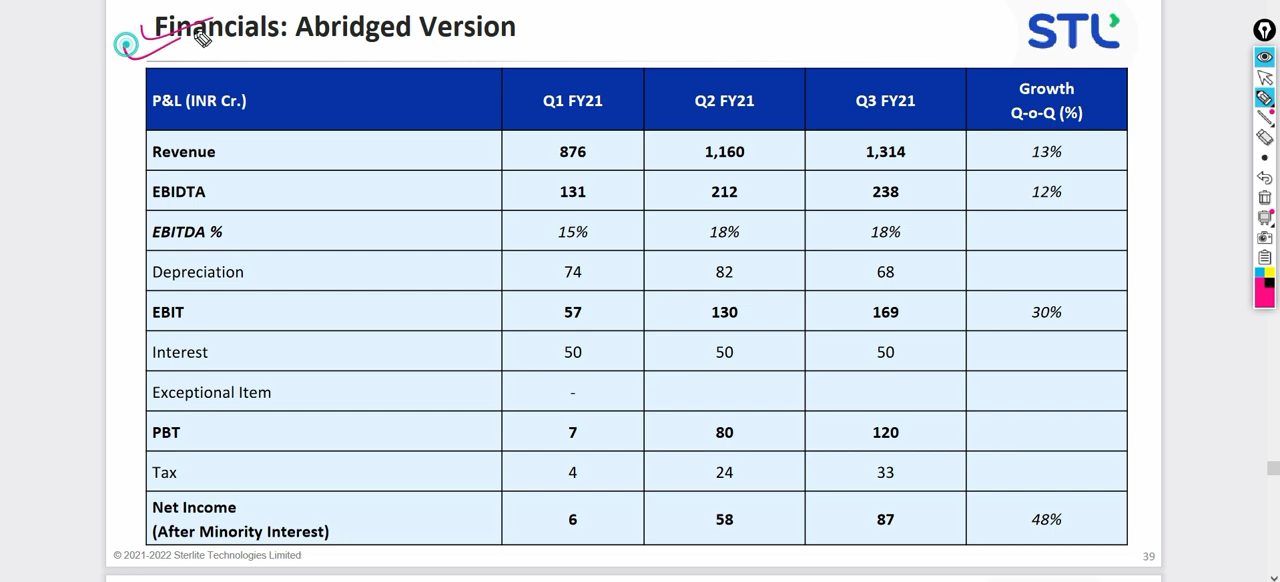 Financials: Abridged Version
STL
P&L (INR Cr.) Q1 FY21 Q2 FY21 Q3 FY21 Growth Q-o-Q (%)
Revenue 876 1,160 1,314 13%
EBIDTA 131 212 238 12%
EBITDA % 15% 18% 18%
Depreciation 74 82 68
EBIT 57 130 169 30%
Interest 50 50 50
Exceptional Item -
PBT 7 80 120
Tax 4 24 33
Net Income
(After Minority Interest) 6 58 87 48%
© 2021-2022 Sterlite Technologies Limited
39